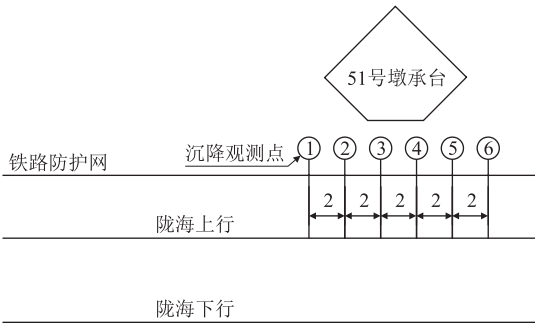 51号墩承台
沉降观测点
① ② ③ ④ ⑤ ⑥
铁路防护网
2 2 2 2 2
陇海上行
陇海下行